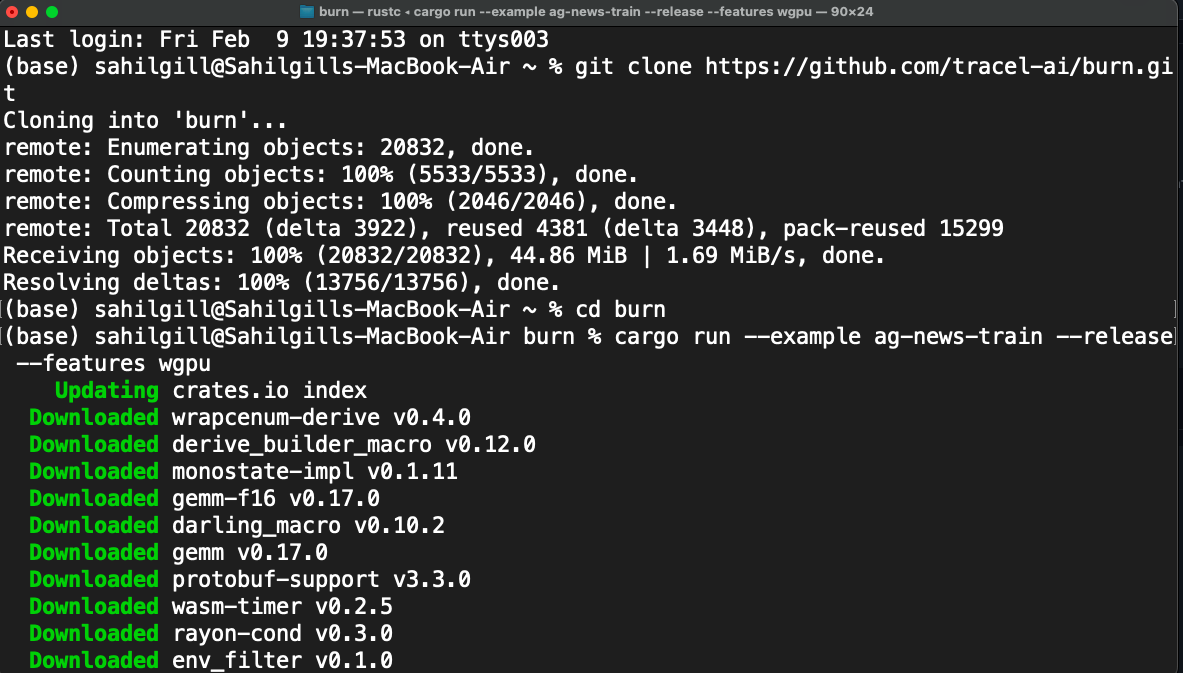 burn — rustc ◂ cargo run --example ag-news-train --release --features wgpu — 90×24
Last login: Fri Feb  9 19:37:53 on ttys003
(base) sahilgill@Sahilgills-MacBook-Air ~ % git clone https://github.com/tracel-ai/burn.gi
t
Cloning into 'burn'...
remote: Enumerating objects: 20832, done.
remote: Counting objects: 100% (5533/5533), done.
remote: Compressing objects: 100% (2046/2046), done.
remote: Total 20832 (delta 3922), reused 4381 (delta 3448), pack-reused 15299
Receiving objects: 100% (20832/20832), 44.86 MiB | 1.69 MiB/s, done.
Resolving deltas: 100% (13756/13756), done.
[(base) sahilgill@Sahilgills-MacBook-Air ~ % cd burn ]
[(base) sahilgill@Sahilgills-MacBook-Air burn % cargo run --example ag-news-train --release]
 --features wgpu
    Updating crates.io index
  Downloaded wrapcenum-derive v0.4.0
  Downloaded derive_builder_macro v0.12.0
  Downloaded monostate-impl v0.1.11
  Downloaded gemm-f16 v0.17.0
  Downloaded darling_macro v0.10.2
  Downloaded gemm v0.17.0
  Downloaded protobuf-support v3.3.0
  Downloaded wasm-timer v0.2.5
  Downloaded rayon-cond v0.3.0
  Downloaded env_filter v0.1.0